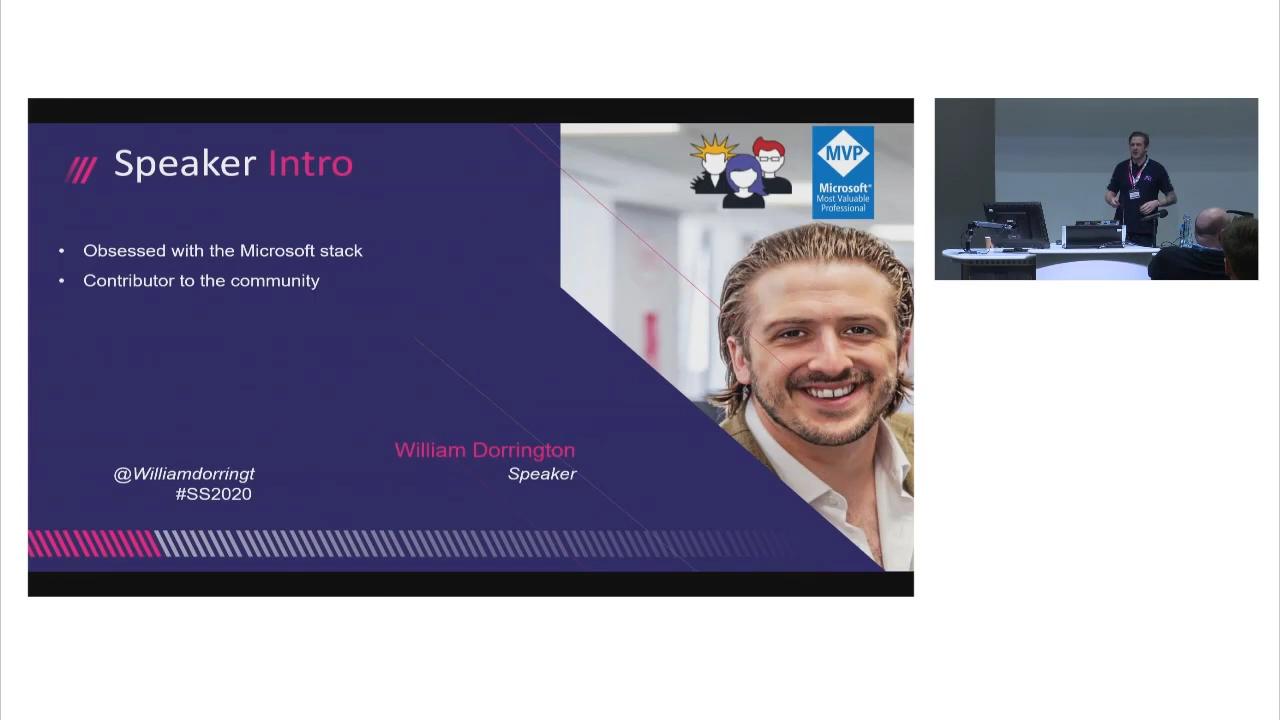 Speaker Intro
MVP
Microsoft®
Most Valuable
Professional
• Obsessed with the Microsoft stack
• Contributor to the community
William Dorrington
@Williamdorringt
Speaker
#SS2020